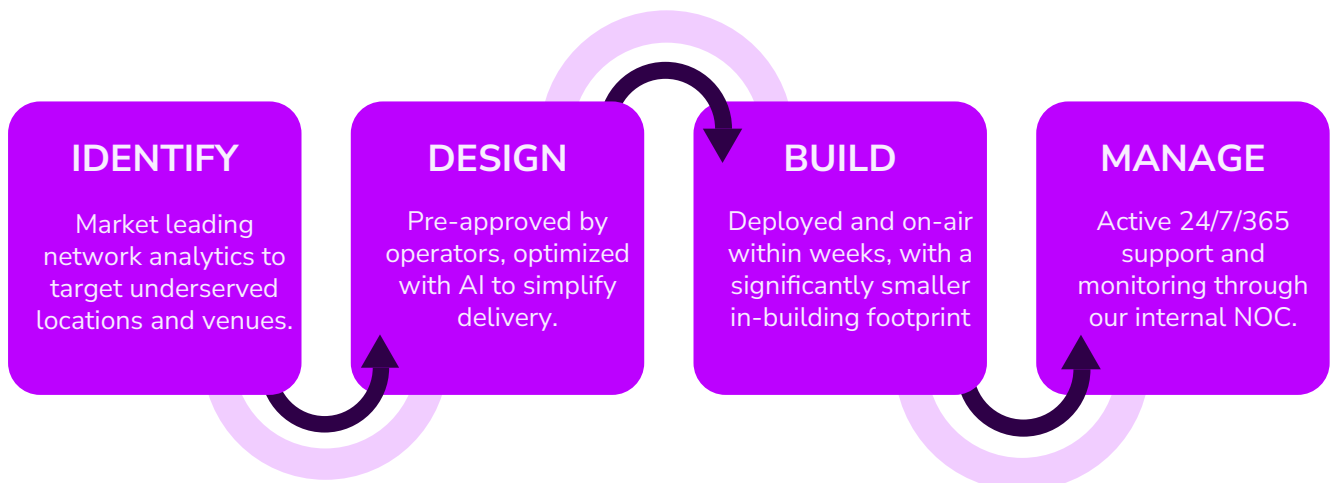 IDENTIFY
Market leading
network analytics to
target underserved
locations and venues.
DESIGN
Pre-approved by
operators, optimized
with AI to simplify
delivery.
BUILD
Deployed and on-air
within weeks, with a
significantly smaller
in-building footprint
MANAGE
Active 24/7/365
support and
monitoring through
our internal NOC.